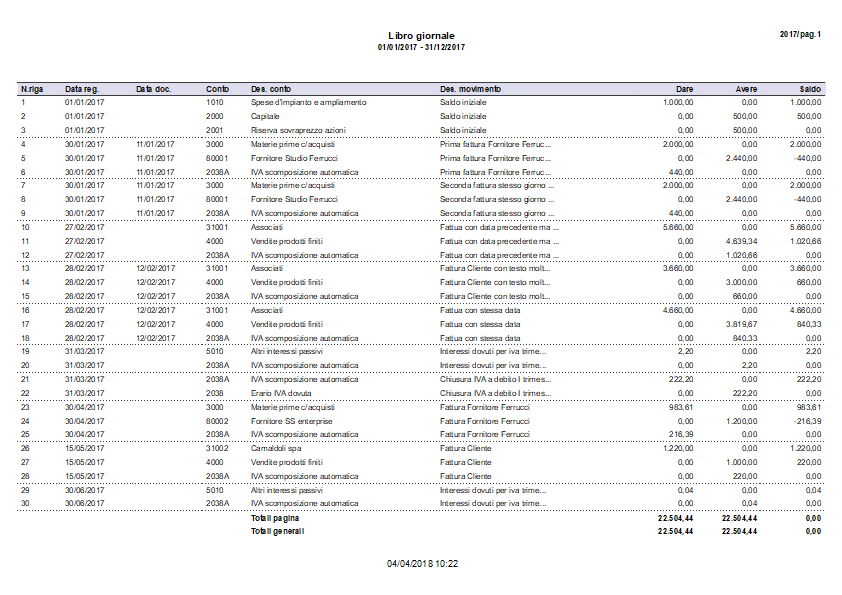 Libro giornale
2017/pag.1
01/01/2017 - 31/12/2017
N.riga Data reg. Data doc. Conto Des. conto Des. movimento Dare Avere Saldo
1 01/01/2017 1010 Spese d'impianto e ampliamento Saldo iniziale 1.000,00 0,00 1.000,00
2 01/01/2017 2000 Capitale Saldo iniziale 0,00 500,00 500,00
3 01/01/2017 2001 Riserva sovraprezzo azioni Saldo iniziale 0,00 500,00 0,00
4 30/01/2017 11/01/2017 3000 Materie prime c/acquisti Prima fattura Fornitore Ferruc... 2.000,00 0,00 2.000,00
5 30/01/2017 11/01/2017 80001 Fornitore Studio Ferrucci Prima fattura Fornitore Ferruc... 0,00 2.440,00 -440,00
6 30/01/2017 11/01/2017 2038A IVA scomposizione automatica Prima fattura Fornitore Ferruc... 440,00 0,00 0,00
7 30/01/2017 11/01/2017 3000 Materie prime c/acquisti Seconda fattura stesso giorno ... 2.000,00 0,00 2.000,00
8 30/01/2017 11/01/2017 80001 Fornitore Studio Ferrucci Seconda fattura stesso giorno ... 0,00 2.440,00 -440,00
9 30/01/2017 11/01/2017 2038A IVA scomposizione automatica Seconda fattura stesso giorno ... 440,00 0,00 0,00
10 27/02/2017 31001 Associati Fattua con data precedente ma ... 5.660,00 0,00 5.660,00
11 27/02/2017 4000 Vendite prodotti finiti Fattua con data precedente ma ... 0,00 4.639,34 1.020,66
12 27/02/2017 2038A IVA scomposizione automatica Fattua con data precedente ma ... 0,00 1.020,66 0,00
13 28/02/2017 12/02/2017 31001 Associati Fattura Cliente con testo molt... 3.660,00 0,00 3.660,00
14 28/02/2017 12/02/2017 4000 Vendite prodotti finiti Fattura Cliente con testo molt... 0,00 3.000,00 660,00
15 28/02/2017 12/02/2017 2038A IVA scomposizione automatica Fattura Cliente con testo molt... 0,00 660,00 0,00
16 28/02/2017 12/02/2017 31001 Associati Fattua con stessa data 4.660,00 0,00 4.660,00
17 28/02/2017 12/02/2017 4000 Vendite prodotti finiti Fattua con stessa data 0,00 3.819,67 840,33
18 28/02/2017 12/02/2017 2038A IVA scomposizione automatica Fattua con stessa data 0,00 840,33 0,00
19 31/03/2017 5010 Altri interessi passivi Interessi dovuti per iva trime... 2,20 0,00 2,20
20 31/03/2017 2038A IVA scomposizione automatica Interessi dovuti per iva trime... 0,00 2,20 0,00
21 31/03/2017 2038A IVA scomposizione automatica Chiusura IVA a debito I trimes... 222,20 0,00 222,20
22 31/03/2017 2038 Erario IVA dovuta Chiusura IVA a debito I trimes... 0,00 222,20 0,00
23 30/04/2017 3000 Materie prime c/acquisti Fattura Fornitore Ferrucci 983,61 0,00 983,61
24 30/04/2017 80002 Fornitore SS enterprise Fattura Fornitore Ferrucci 0,00 1.200,00 -216,39
25 30/04/2017 2038A IVA scomposizione automatica Fattura Fornitore Ferrucci 216,39 0,00 0,00
26 15/05/2017 31002 Camaldoli spa Fattura Cliente 1.220,00 0,00 1.220,00
27 15/05/2017 4000 Vendite prodotti finiti Fattura Cliente 0,00 1.000,00 220,00
28 15/05/2017 2038A IVA scomposizione automatica Fattura Cliente 0,00 220,00 0,00
29 30/06/2017 5010 Altri interessi passivi Interessi dovuti per iva trime... 0,04 0,00 0,04
30 30/06/2017 2038A IVA scomposizione automatica Interessi dovuti per iva trime... 0,00 0,04 0,00
Totali pagina 22.504,44 22.504,44 0,00
Totali generali 22.504,44 22.504,44 0,00
04/04/2018 10:22